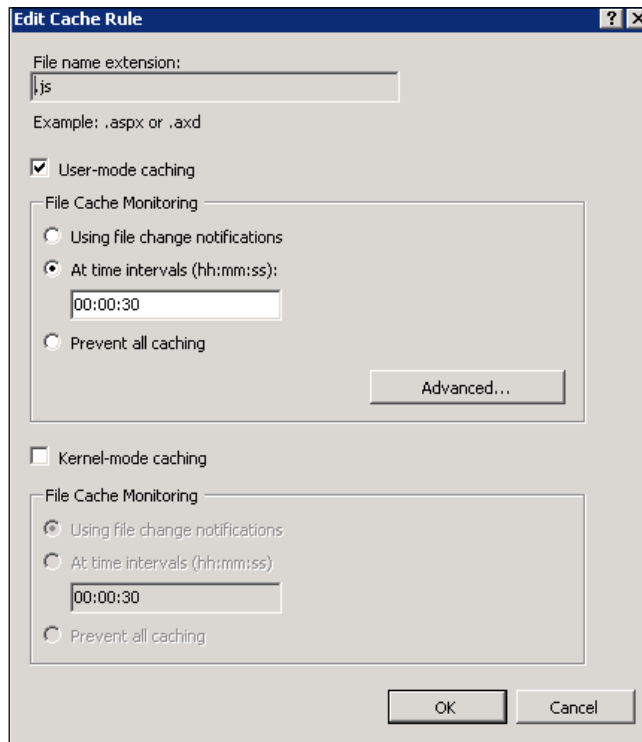 Edit Cache Rule
File name extension:
.js
Example: .aspx or .axd
User-mode caching
File Cache Monitoring
Using file change notifications
At time intervals (hh:mm:ss):
00:00:30
Prevent all caching
Advanced...
Kernel-mode caching
File Cache Monitoring
Using file change notifications
At time intervals (hh:mm:ss)
00:00:30
Prevent all caching
OK Cancel